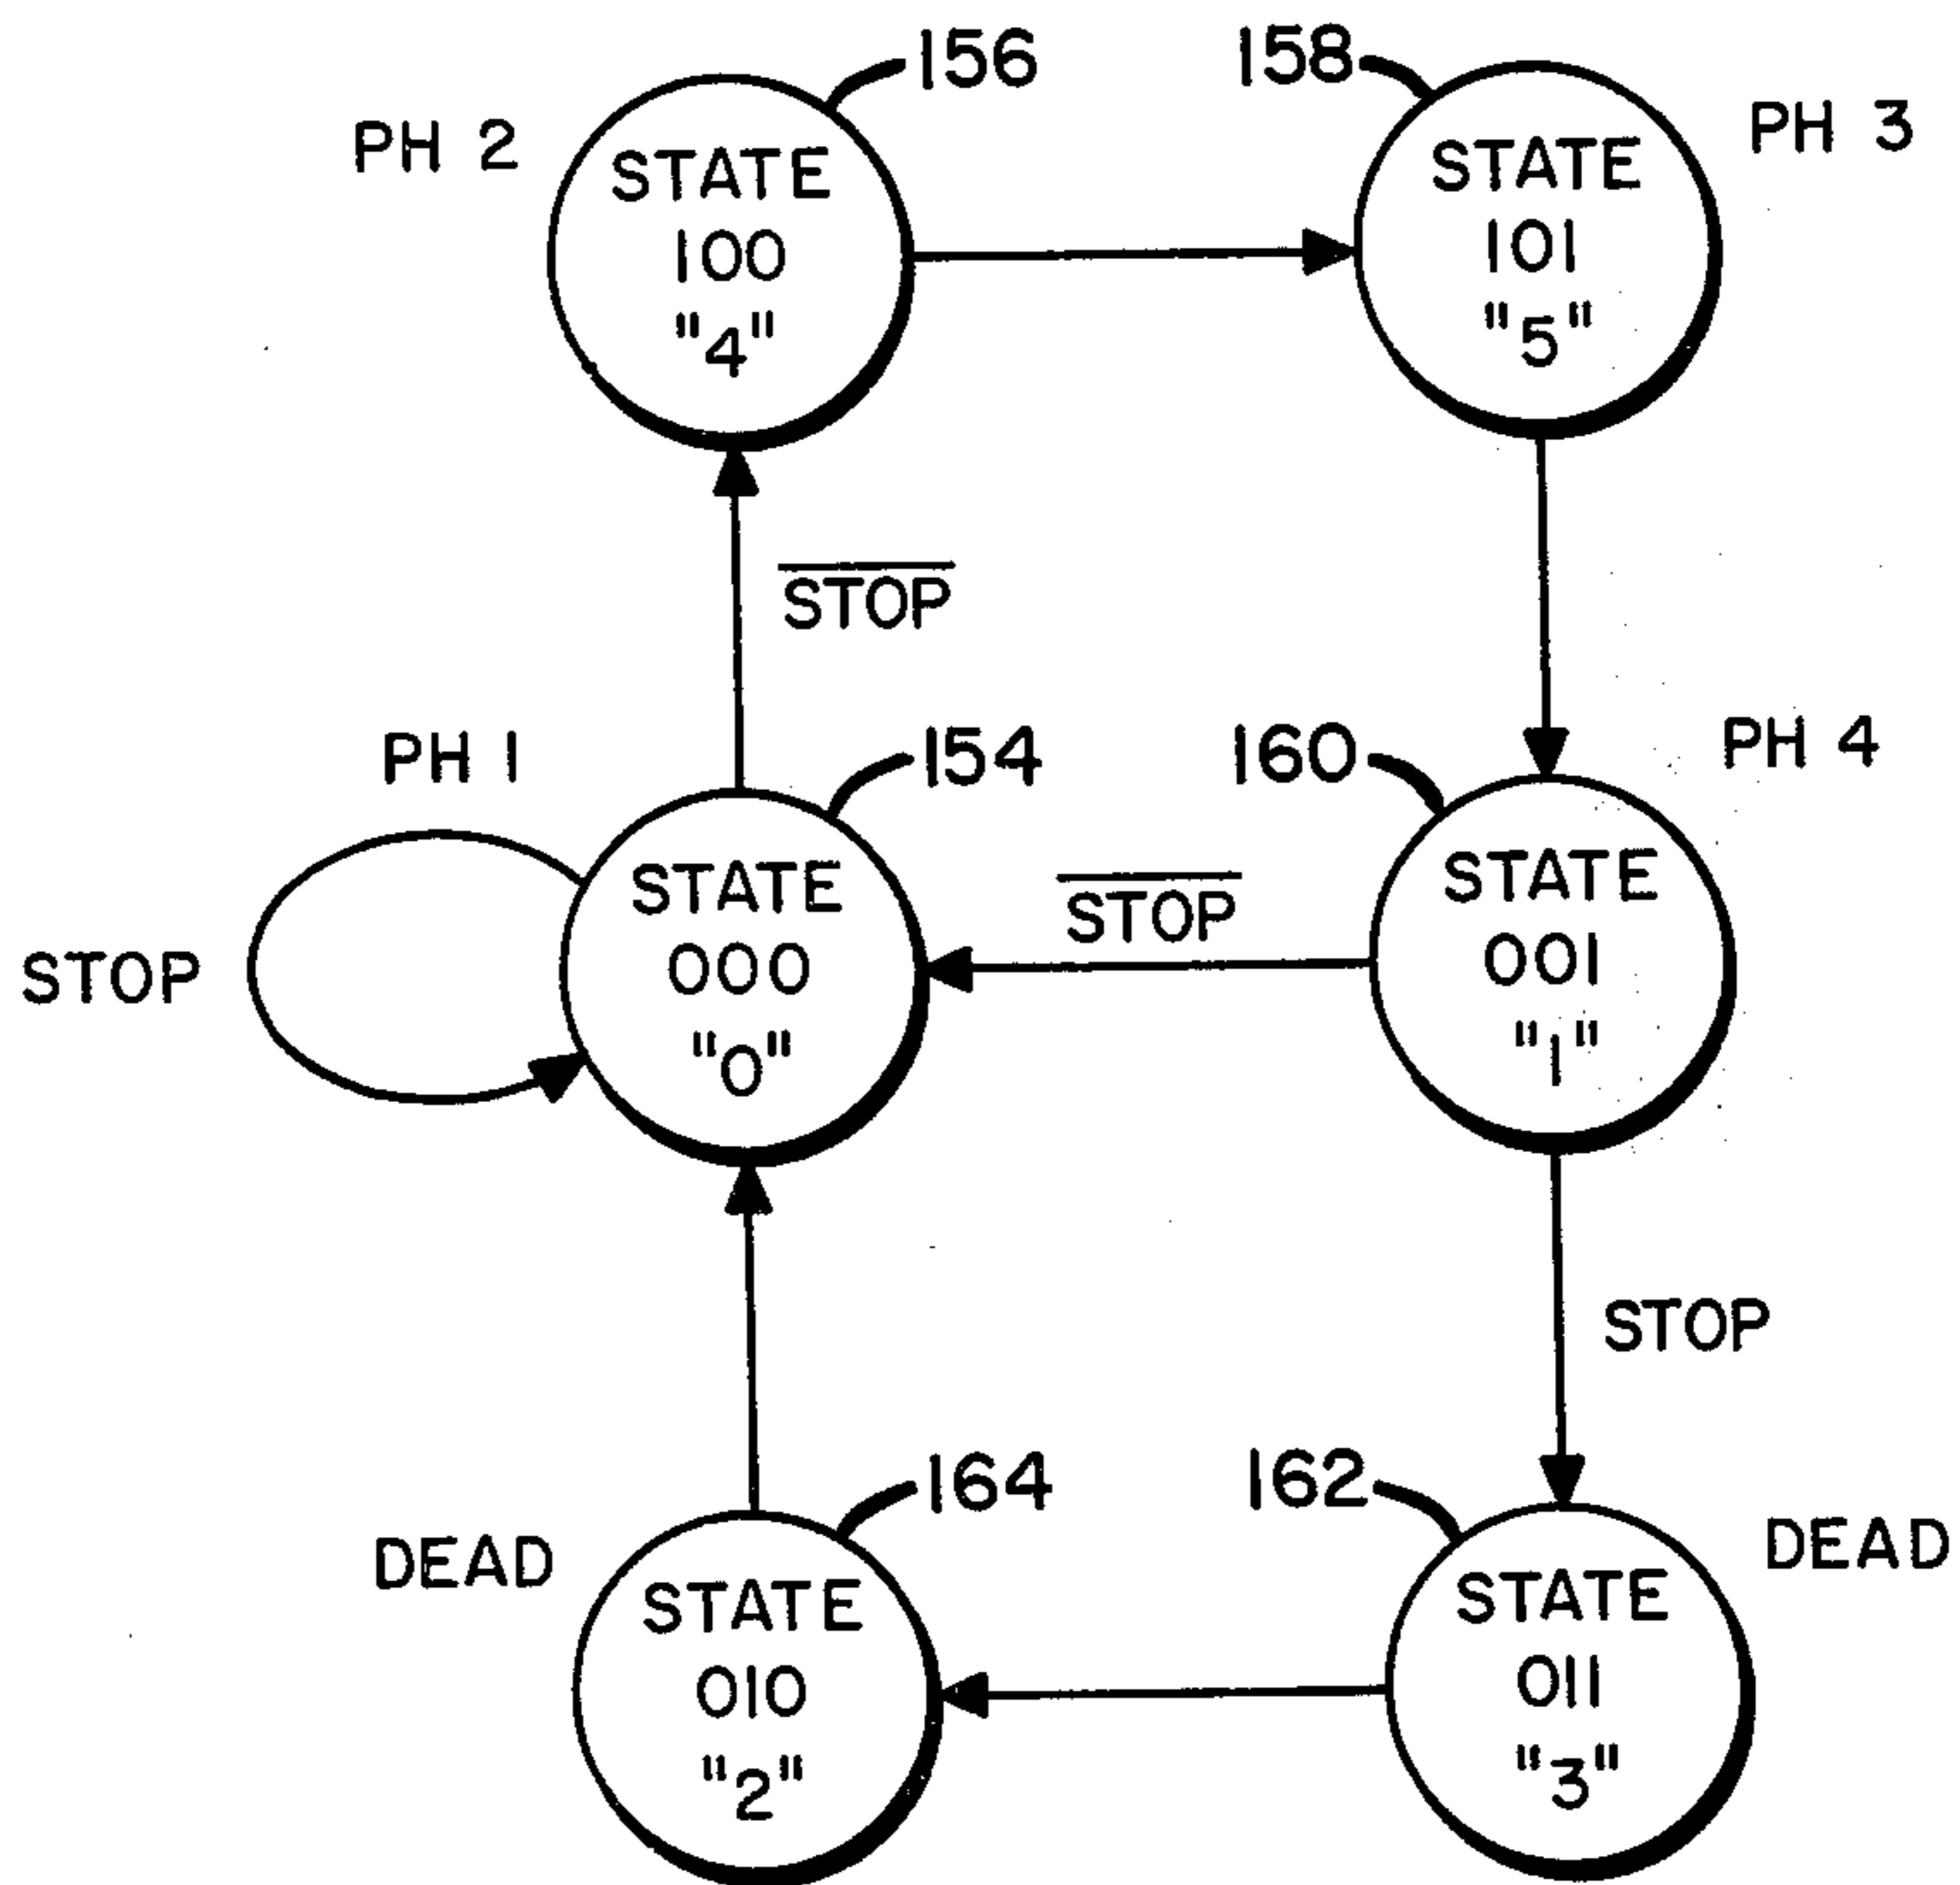 156
158
PH 2
STATE
100
"4"
STATE
101
"5"
PH 3
STOP
PH 1
154
160
PH 4
STOP
STATE
000
"0"
STOP
STATE
001
"1"
STOP
164
162
DEAD
STATE
010
"2"
STATE
011
"3"
DEAD